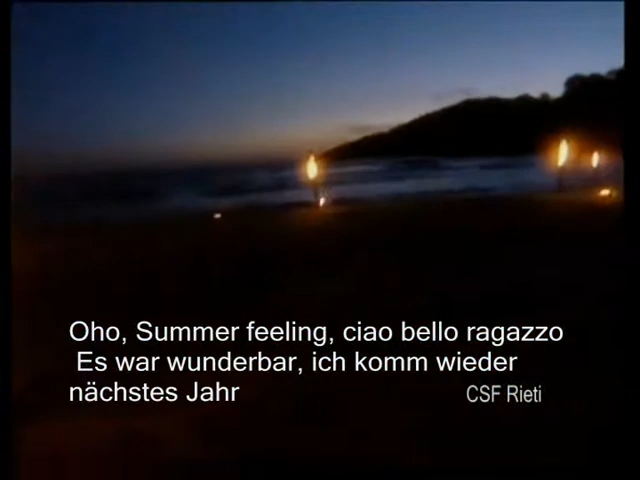 Oho, Summer feeling, ciao bello ragazzo
Es war wunderbar, ich komm wieder
nächstes Jahr
CSF Rieti